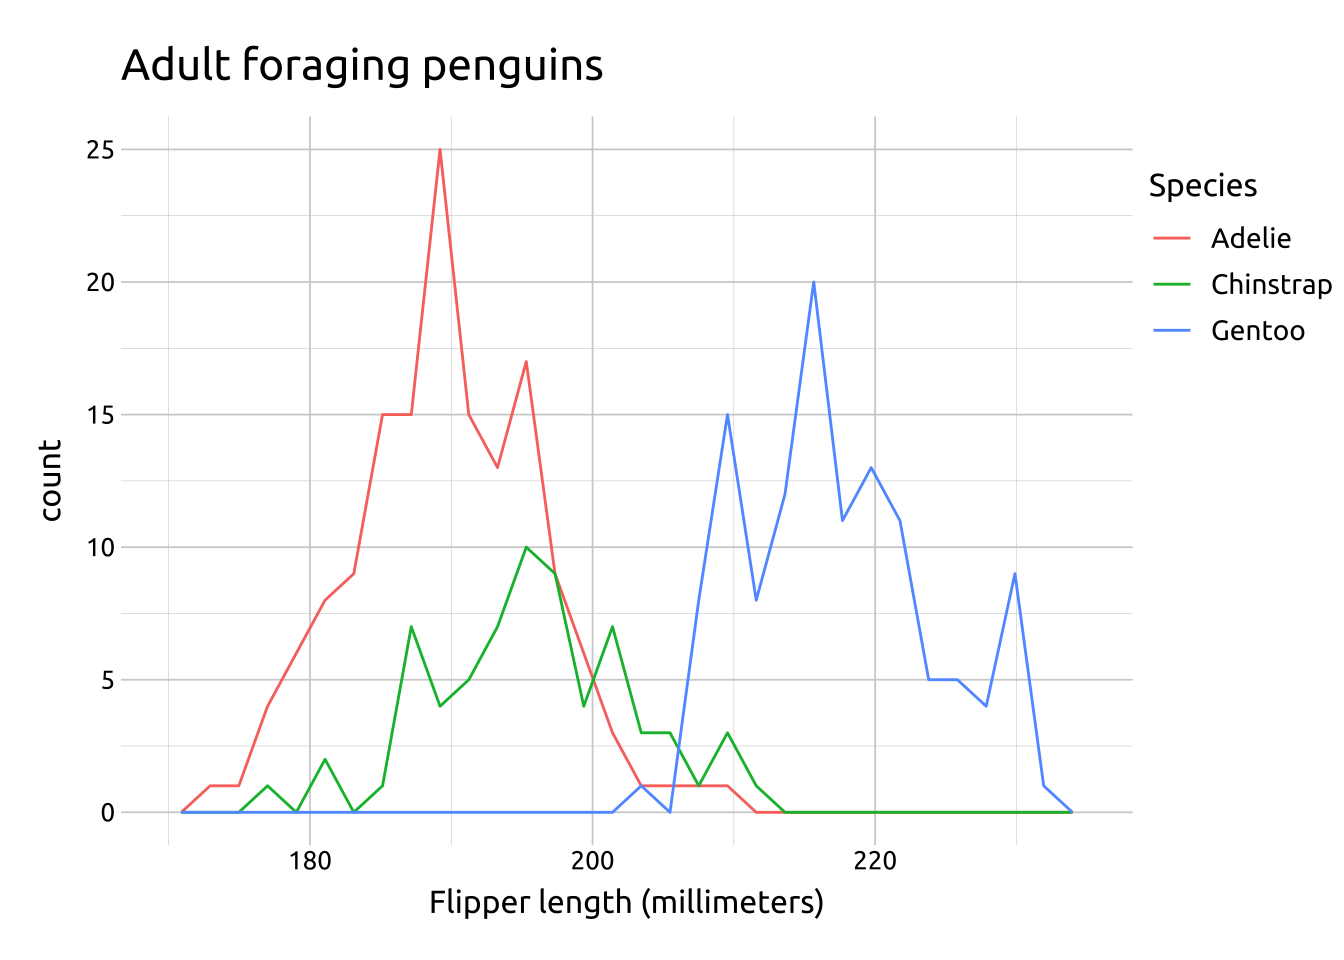 Adult foraging penguins
25
20
15
10
5
0
count
180 200 220
Flipper length (millimeters)
Species
Adelie
Chinstrap
Gentoo